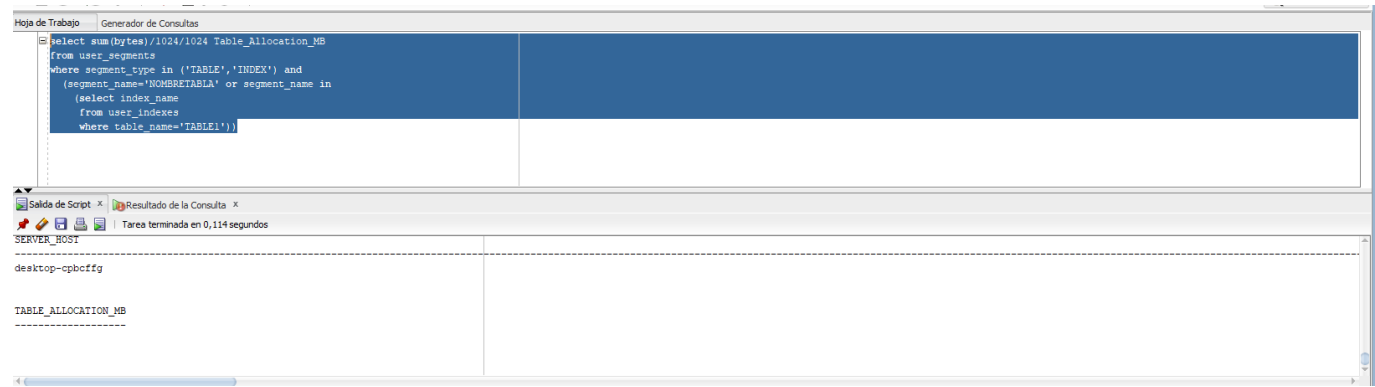 Hoja de Trabajo Generador de Consultas
select sum(bytes)/1024/1024 Table_Allocation_MB
from user_segments
where segment_type in ('TABLE','INDEX') and
(segment_name='NOMBRETABLA' or segment_name in
(select index_name
from user_indexes
where table_name='TABLE1'))
Salida de Script x Resultado de la Consulta x
Tarea terminada en 0,114 segundos
SERVER_HOST
--------------------------------------------------------------------------------
desktop-cpbcffg
TABLE_ALLOCATION_MB
-------------------